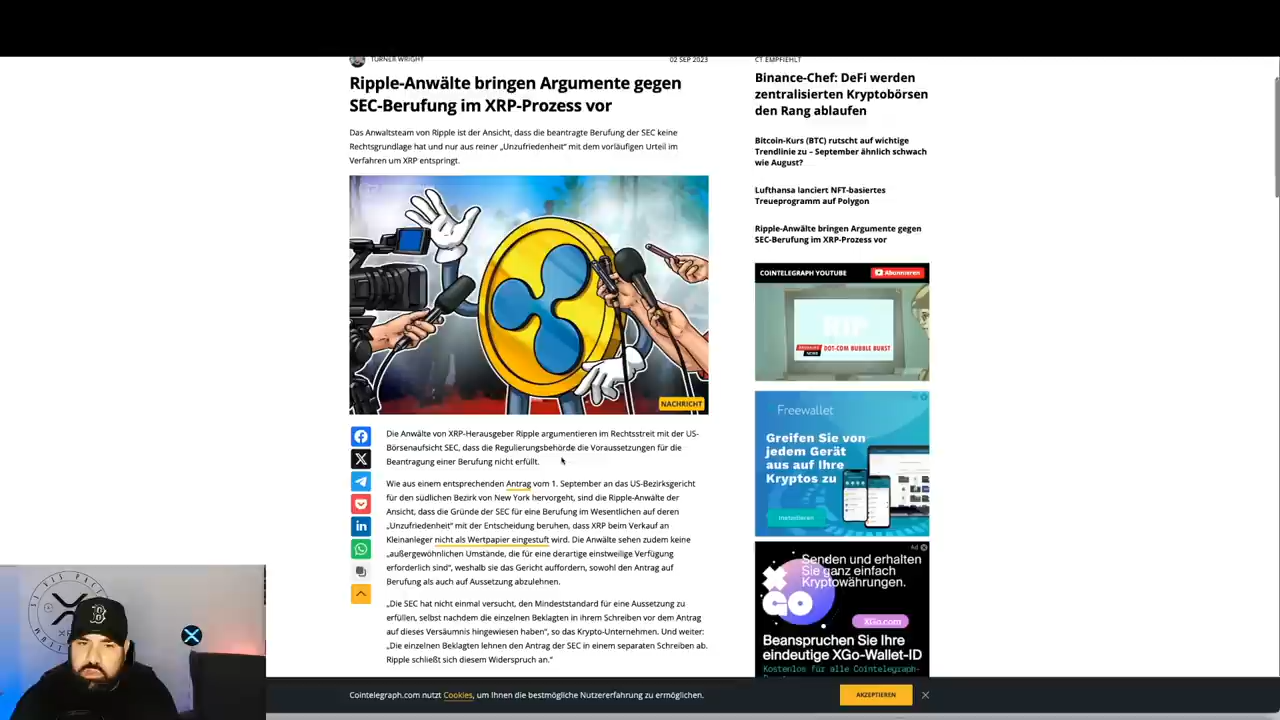 TURNER WRIGHT
02 SEP 2023
Ripple-Anwälte bringen Argumente gegen
SEC-Berufung im XRP-Prozess vor
Das Anwaltsteam von Ripple ist der Ansicht, dass die beantragte Berufung der SEC keine
Rechtsgrundlage hat und nur aus reiner „Unzufriedenheit" mit dem vorläufigen Urteil im
Verfahren um XRP entspringt.
NACHRICHT
Die Anwälte von XRP-Herausgeber Ripple argumentieren im Rechtsstreit mit der US-
Börsenaufsicht SEC, dass die Regulierungsbehörde die Voraussetzungen für die
Beantragung einer Berufung nicht erfüllt.
Wie aus einem entsprechenden Antrag vom 1. September an das US-Bezirksgericht
für den südlichen Bezirk von New York hervorgeht, sind die Ripple-Anwälte der
Ansicht, dass die Gründe der SEC für eine Berufung im Wesentlichen auf deren
„Unzufriedenheit" mit der Entscheidung beruhen, dass XRP beim Verkauf an
Kleinanleger nicht als Wertpapier eingestuft wird. Die Anwälte sehen zudem keine
„außergewöhnlichen Umstände, die für eine derartige einstweilige Verfügung
erforderlich sind", weshalb sie das Gericht auffordern, sowohl den Antrag auf
Berufung als auch auf Aussetzung abzulehnen.
„Die SEC hat nicht einmal versucht, den Mindeststandard für eine Aussetzung zu
erfüllen, selbst nachdem die einzelnen Beklagten in ihrem Schreiben vor dem Antrag
auf dieses Versäumnis hingewiesen haben", so das Krypto-Unternehmen. Und weiter:
„Die einzelnen Beklagten lehnen den Antrag der SEC in einem separaten Schreiben ab.
Ripple schließt sich diesem Widerspruch an."
CT EMPFIEHLT
Binance-Chef: DeFi werden
zentralisierten Kryptobörsen
den Rang ablaufen
Bitcoin-Kurs (BTC) rutscht auf wichtige
Trendlinie zu – September ähnlich schwach
wie August?
Lufthansa lanciert NFT-basiertes
Treueprogramm auf Polygon
Ripple-Anwälte bringen Argumente gegen
SEC-Berufung im XRP-Prozess vor
COINTELEGRAPH YOUTUBE
Abonnieren
RIP
BREAKING NEWS
DOT-COM BUBBLE BURST
Freewallet
Greifen Sie von
jedem Gerät
aus auf Ihre
Kryptos zu
Instatiieren
Ad
Senden und erhalten
Sie ganz einfach
Kryptowährungen.
XGo.com
Beanspruchen Sie Ihre
eindeutige XGo-Wallet-ID
Kostenlos für alle Cointelegraph-
Cointelegraph.com nutzt Cookies, um Ihnen die bestmögliche Nutzererfahrung zu ermöglichen.
AKZEPTIEREN